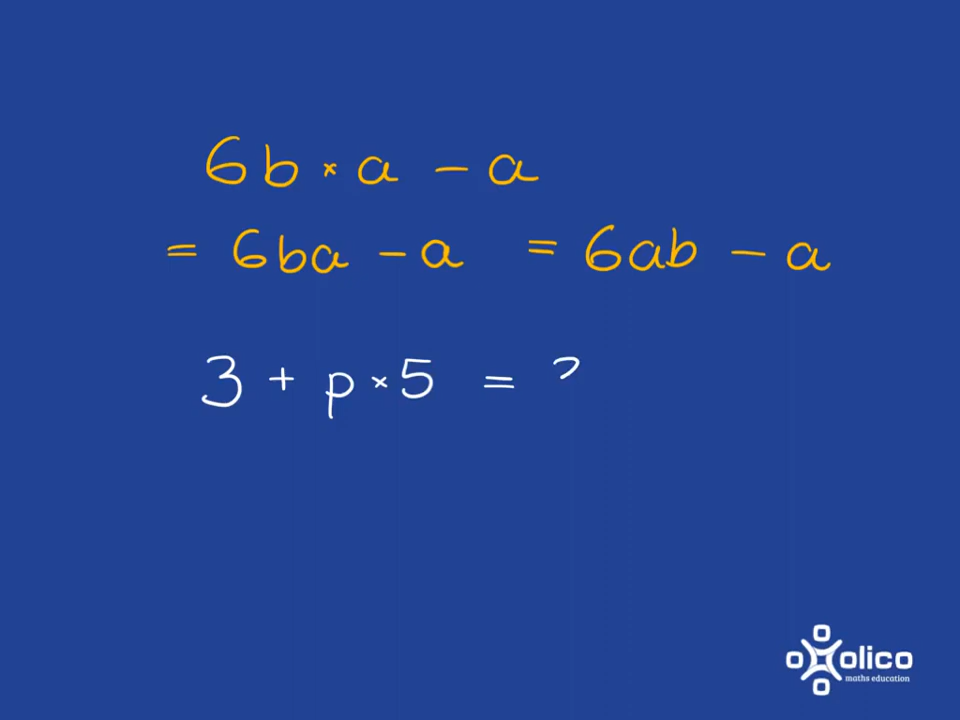 6b × a − a
= 6ba − a = 6ab − a
3 + p × 5 = ?
olico
maths education